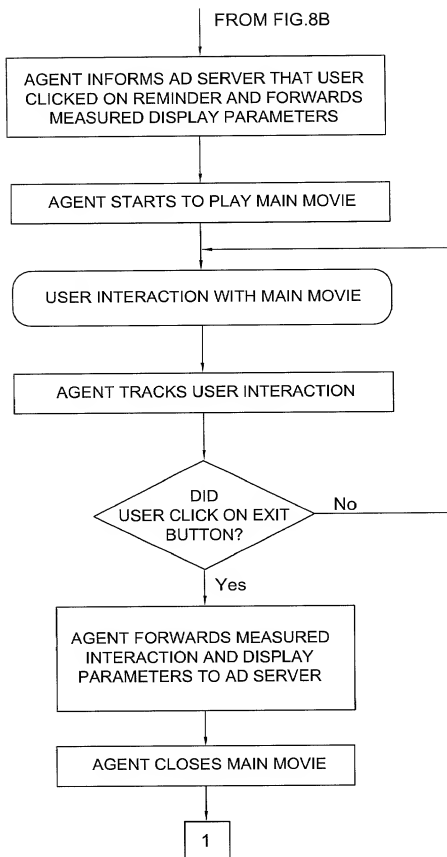 FROM FIG.8B
AGENT INFORMS AD SERVER THAT USER
CLICKED ON REMINDER AND FORWARDS
MEASURED DISPLAY PARAMETERS
AGENT STARTS TO PLAY MAIN MOVIE
USER INTERACTION WITH MAIN MOVIE
AGENT TRACKS USER INTERACTION
DID
USER CLICK ON EXIT
BUTTON?
No
Yes
AGENT FORWARDS MEASURED
INTERACTION AND DISPLAY
PARAMETERS TO AD SERVER
AGENT CLOSES MAIN MOVIE
1